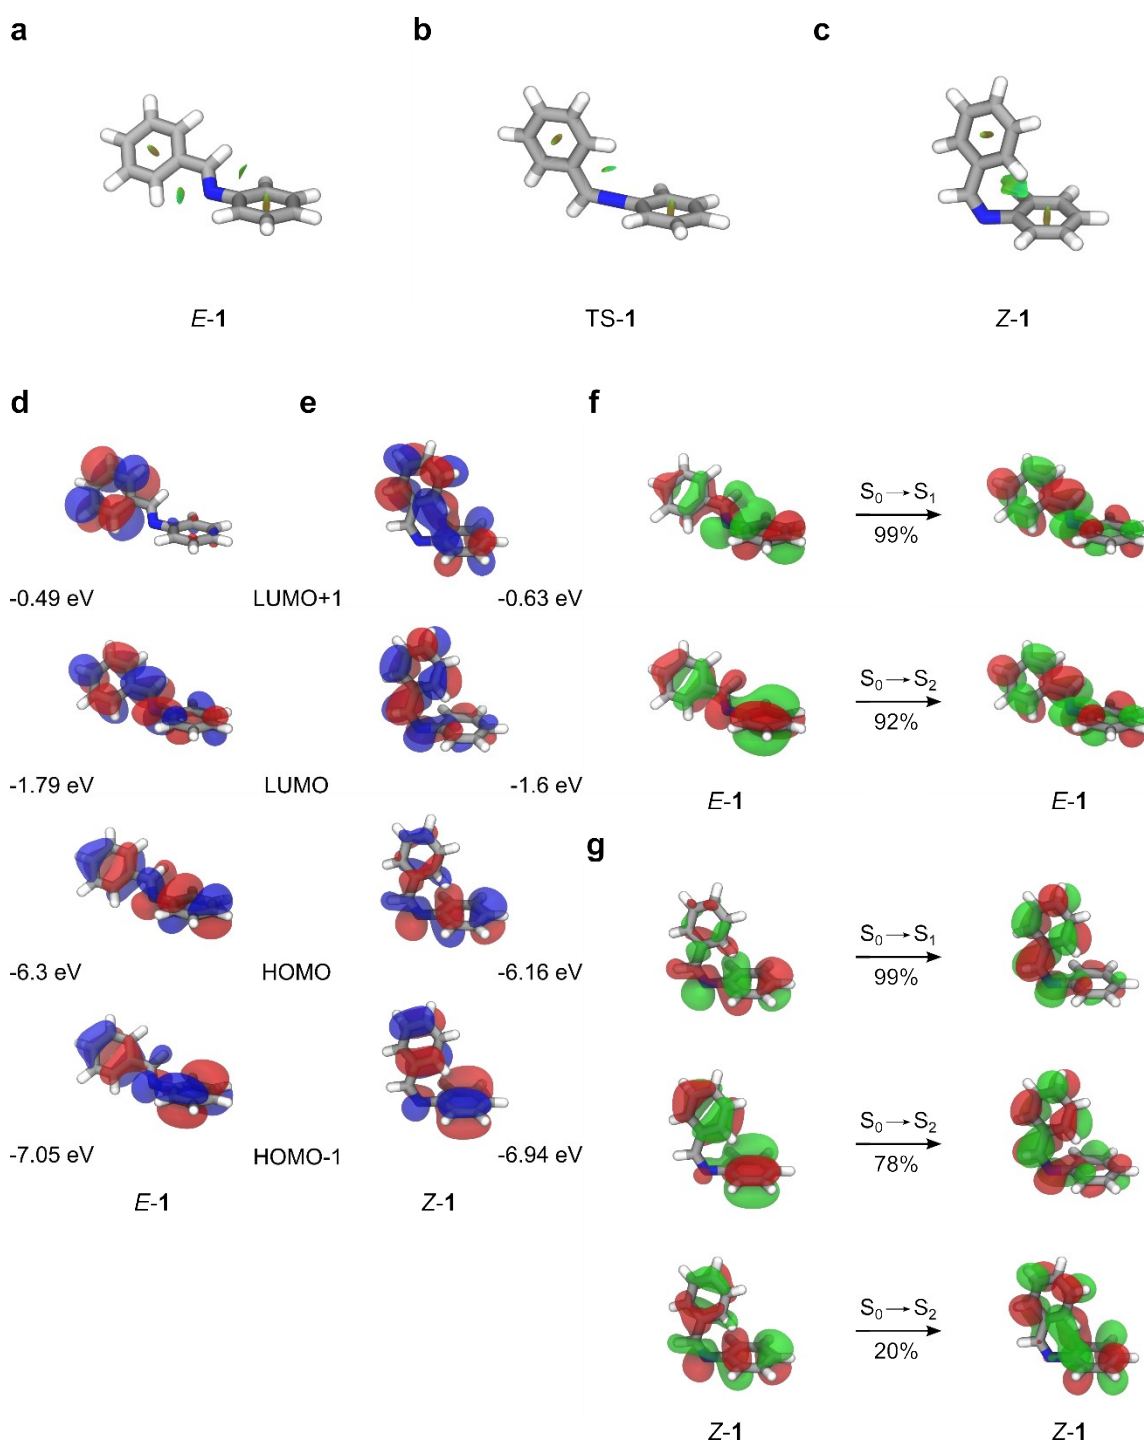 a
b
c
E-1
TS-1
Z-1
d
e
f
S₀→S₁
99%
-0.49 eV
LUMO+1
-0.63 eV
S₀→S₂
92%
-1.79 eV
LUMO
-1.6 eV
E-1
E-1
g
S₀→S₁
99%
-6.3 eV
HOMO
-6.16 eV
S₀→S₂
78%
-7.05 eV
HOMO-1
-6.94 eV
E-1
Z-1
S₀→S₂
20%
Z-1
Z-1